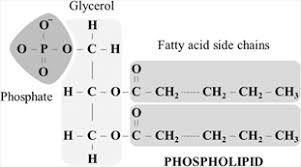 Glycerol
O⁻ H
O – P – O – C – H Fatty acid side chains
O O
Phosphate H – C – O – C – CH₂ ------ CH₂ – CH₂ – CH₃
O
H – C – O – C – CH₂ ------ CH₂ – CH₂ – CH₃
H PHOSPHOLIPID